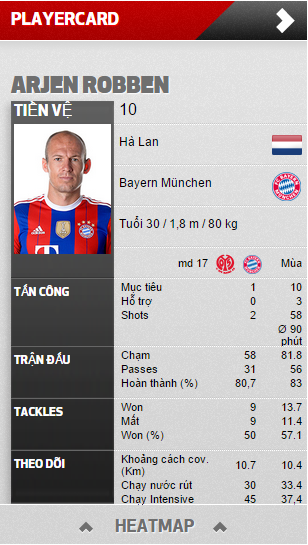 PLAYERCARD
ARJEN ROBBEN
TIỀN VỆ 10
Hà Lan
Bayern München
Tuổi 30 / 1,8 m / 80 kg
md 17 Mùa
TẤN CÔNG Mục tiêu 1 10
Hỗ trợ 0 3
Shots 2 58
Ø 90
phút
TRẬN ĐẤU Chạm 58 81.8
Passes 31 56
Hoàn thành (%) 80,7 83
TACKLES Won 9 13.7
Mất 9 11.4
Won (%) 50 57.1
THEO DÕI Khoảng cách cov.
(Km) 10.7 10.4
Chạy nước rút 30 33.4
Chạy Intensive 45 37,4
HEATMAP